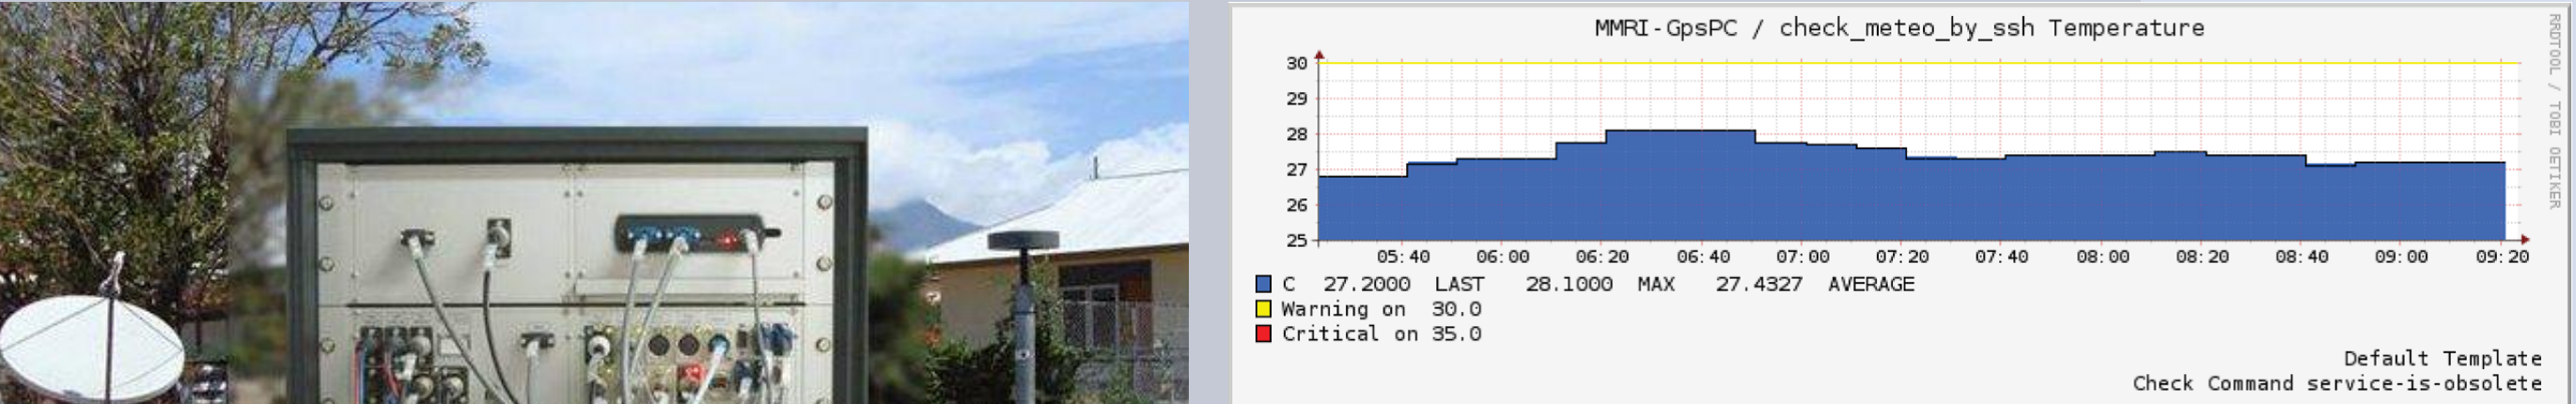 MMRI-GpsPC / check_meteo_by_ssh Temperature
RRDTOOL / TOBI OETIKER
30
29
28
27
26
25
05:40 06:00 06:20 06:40 07:00 07:20 07:40 08:00 08:20 08:40 09:00 09:20
C 27.2000 LAST 28.1000 MAX 27.4327 AVERAGE
Warning on 30.0
Critical on 35.0
Default Template
Check Command service-is-obsolete